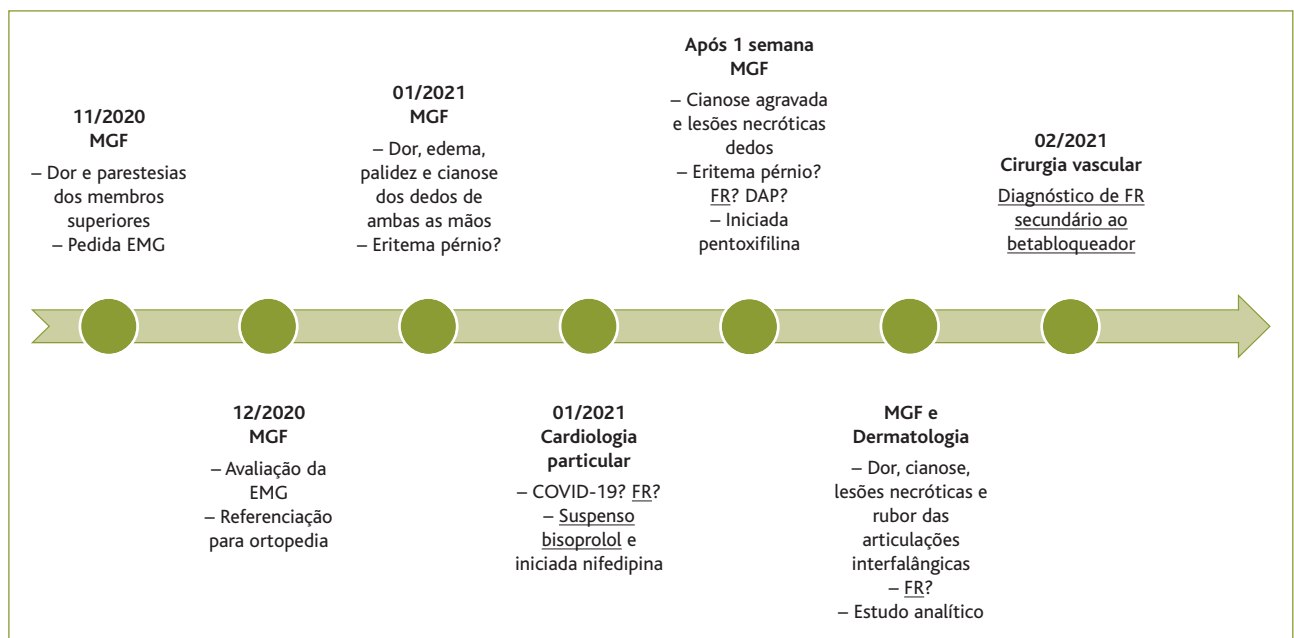 11/2020
MGF
– Dor e parestesias
dos membros
superiores
– Pedida EMG
12/2020
MGF
– Avaliação da
EMG
– Referenciação
para ortopedia
01/2021
MGF
– Dor, edema,
palidez e cianose
dos dedos de
ambas as mãos
– Eritema pérnio?
01/2021
Cardiologia
particular
– COVID-19? FR?
– Suspenso
bisoprolol e
iniciada nifedipina
Após 1 semana
MGF
– Cianose agravada
e lesões necróticas
dedos
– Eritema pérnio?
FR? DAP?
– Iniciada
pentoxifilina
MGF e
Dermatologia
– Dor, cianose,
lesões necróticas e
rubor das
articulações
interfalângicas
– FR?
– Estudo analítico
02/2021
Cirurgia vascular
Diagnóstico de FR
secundário ao
betabloqueador